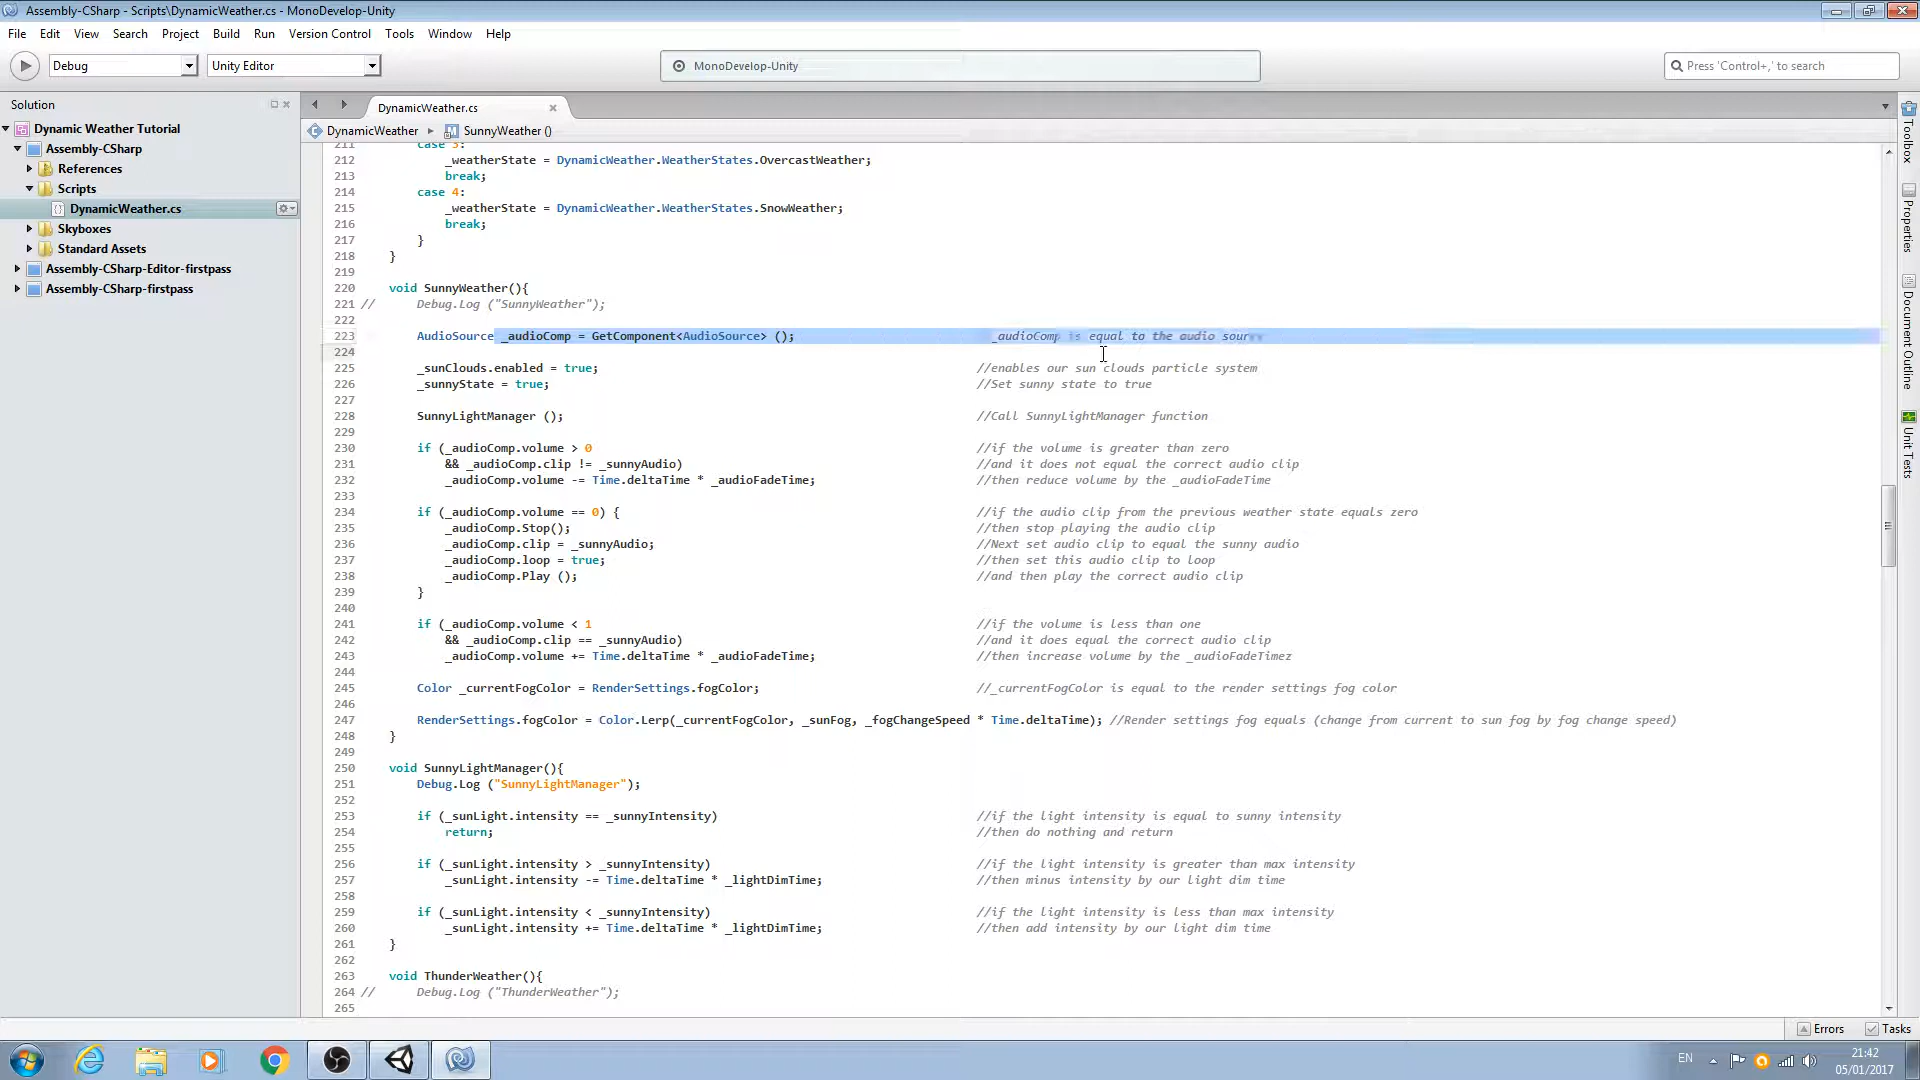 Assembly-CSharp - Scripts\DynamicWeather.cs - MonoDevelop-Unity
File Edit View Search Project Build Run Version Control Tools Window Help
Debug
Unity Editor
MonoDevelop-Unity
Press 'Control+,' to search
Solution
Dynamic Weather Tutorial
Assembly-CSharp
References
Scripts
DynamicWeather.cs
Skyboxes
Standard Assets
Assembly-CSharp-Editor-firstpass
Assembly-CSharp-firstpass
DynamicWeather.cs
DynamicWeather SunnyWeather ()
211 case 3:
212 _weatherState = DynamicWeather.WeatherStates.OvercastWeather;
213 break;
214 case 4:
215 _weatherState = DynamicWeather.WeatherStates.SnowWeather;
216 break;
217 }
218 }
219
220 void SunnyWeather(){
221 // Debug.Log ("SunnyWeather");
222
223 AudioSource _audioComp = GetComponent<AudioSource> (); _audioComp is equal to the audio
224
225 _sunClouds.enabled = true; //enables our sun clouds particle system
226 _sunnyState = true; //Set sunny state to true
227
228 SunnyLightManager (); //Call SunnyLightManager function
229
230 if (_audioComp.volume > 0 //if the volume is greater than zero
231 && _audioComp.clip != _sunnyAudio) //and it does not equal the correct audio clip
232 _audioComp.volume -= Time.deltaTime * _audioFadeTime; //then reduce volume by the _audioFadeTime
233
234 if (_audioComp.volume == 0) { //if the audio clip from the previous weather state equals zero
235 _audioComp.Stop(); //then stop playing the audio clip
236 _audioComp.clip = _sunnyAudio; //Next set audio clip to equal the sunny audio
237 _audioComp.loop = true; //then set this audio clip to loop
238 _audioComp.Play (); //and then play the correct audio clip
239 }
240
241 if (_audioComp.volume < 1 //if the volume is less than one
242 && _audioComp.clip == _sunnyAudio) //and it does equal the correct audio clip
243 _audioComp.volume += Time.deltaTime * _audioFadeTime; //then increase volume by the _audioFadeTimez
244
245 Color _currentFogColor = RenderSettings.fogColor; //_currentFogColor is equal to the render settings fog color
246
247 RenderSettings.fogColor = Color.Lerp(_currentFogColor, _sunFog, _fogChangeSpeed * Time.deltaTime); //Render settings fog equals (change from current to sun fog by fog change speed)
248 }
249
250 void SunnyLightManager(){
251 Debug.Log ("SunnyLightManager");
252
253 if (_sunLight.intensity == _sunnyIntensity) //if the light intensity is equal to sunny intensity
254 return; //then do nothing and return
255
256 if (_sunLight.intensity > _sunnyIntensity) //if the light intensity is greater than max intensity
257 _sunLight.intensity -= Time.deltaTime * _lightDimTime; //then minus intensity by our light dim time
258
259 if (_sunLight.intensity < _sunnyIntensity) //if the light intensity is less than max intensity
260 _sunLight.intensity += Time.deltaTime * _lightDimTime; //then add intensity by our light dim time
261 }
262
263 void ThunderWeather(){
264 // Debug.Log ("ThunderWeather");
265
Toolbox
Properties
Document Outline
Unit Tests
Errors Tasks
EN
21:42
05/01/2017